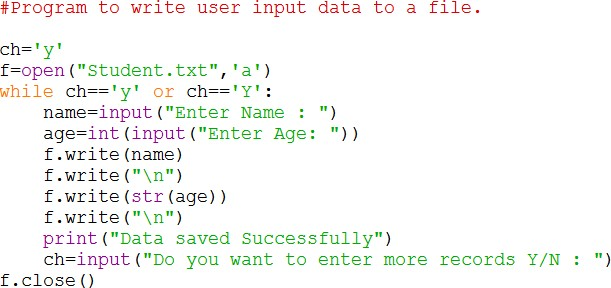 #Program to write user input data to a file.

ch='y'
f=open("Student.txt",'a')
while ch=='y' or ch=='Y':
    name=input("Enter Name : ")
    age=int(input("Enter Age: "))
    f.write(name)
    f.write("\n")
    f.write(str(age))
    f.write("\n")
    print("Data saved Successfully")
    ch=input("Do you want to enter more records Y/N : ")
f.close()